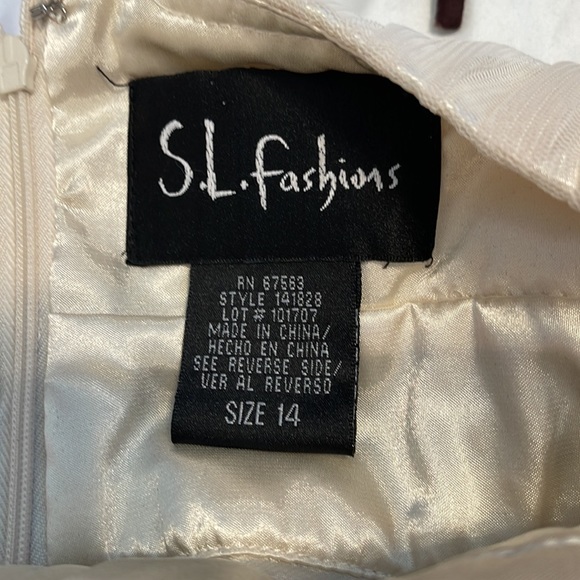 S.L. fashions
RN 67563
STYLE 141828
LOT # 101707
MADE IN CHINA/
HECHO EN CHINA
SEE REVERSE SIDE/
VER AL REVERSO
SIZE 14